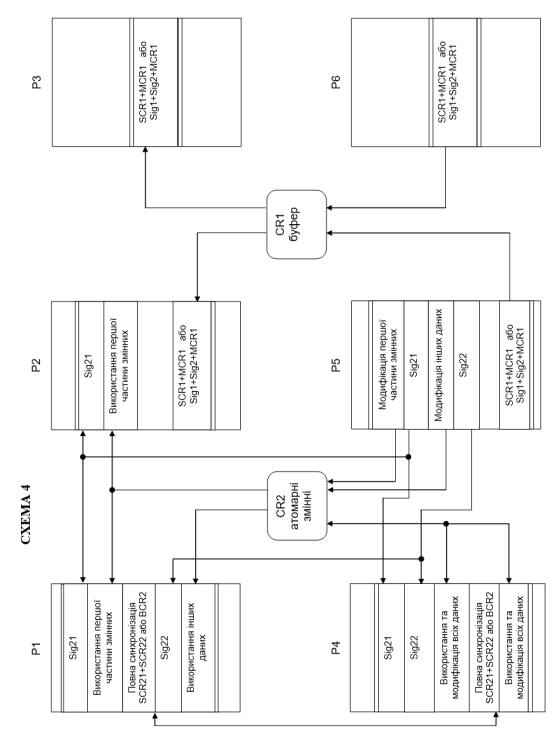 СХЕМА 4
P1
Sig21
Використання першої
частини змінних
Повна синхронізація
SCR21+SCR22 або BCR2
Sig22
Використання інших
даних
P2
Sig21
Використання першої
частини змінних
SCR1+MCR1 або
Sig1+Sig2+MCR1
P3
SCR1+MCR1 або
Sig1+Sig2+MCR1
CR2
атомарні
змінні
CR1
буфер
P4
Sig21
Sig22
Використання та
модифікація всіх даних
Повна синхронізація
SCR21+SCR22 або BCR2
Використання та
модифікація всіх даних
P5
Модифікація першої
частини змінних
Sig21
Модифікація інших даних
Sig22
SCR1+MCR1 або
Sig1+Sig2+MCR1
P6
SCR1+MCR1 або
Sig1+Sig2+MCR1